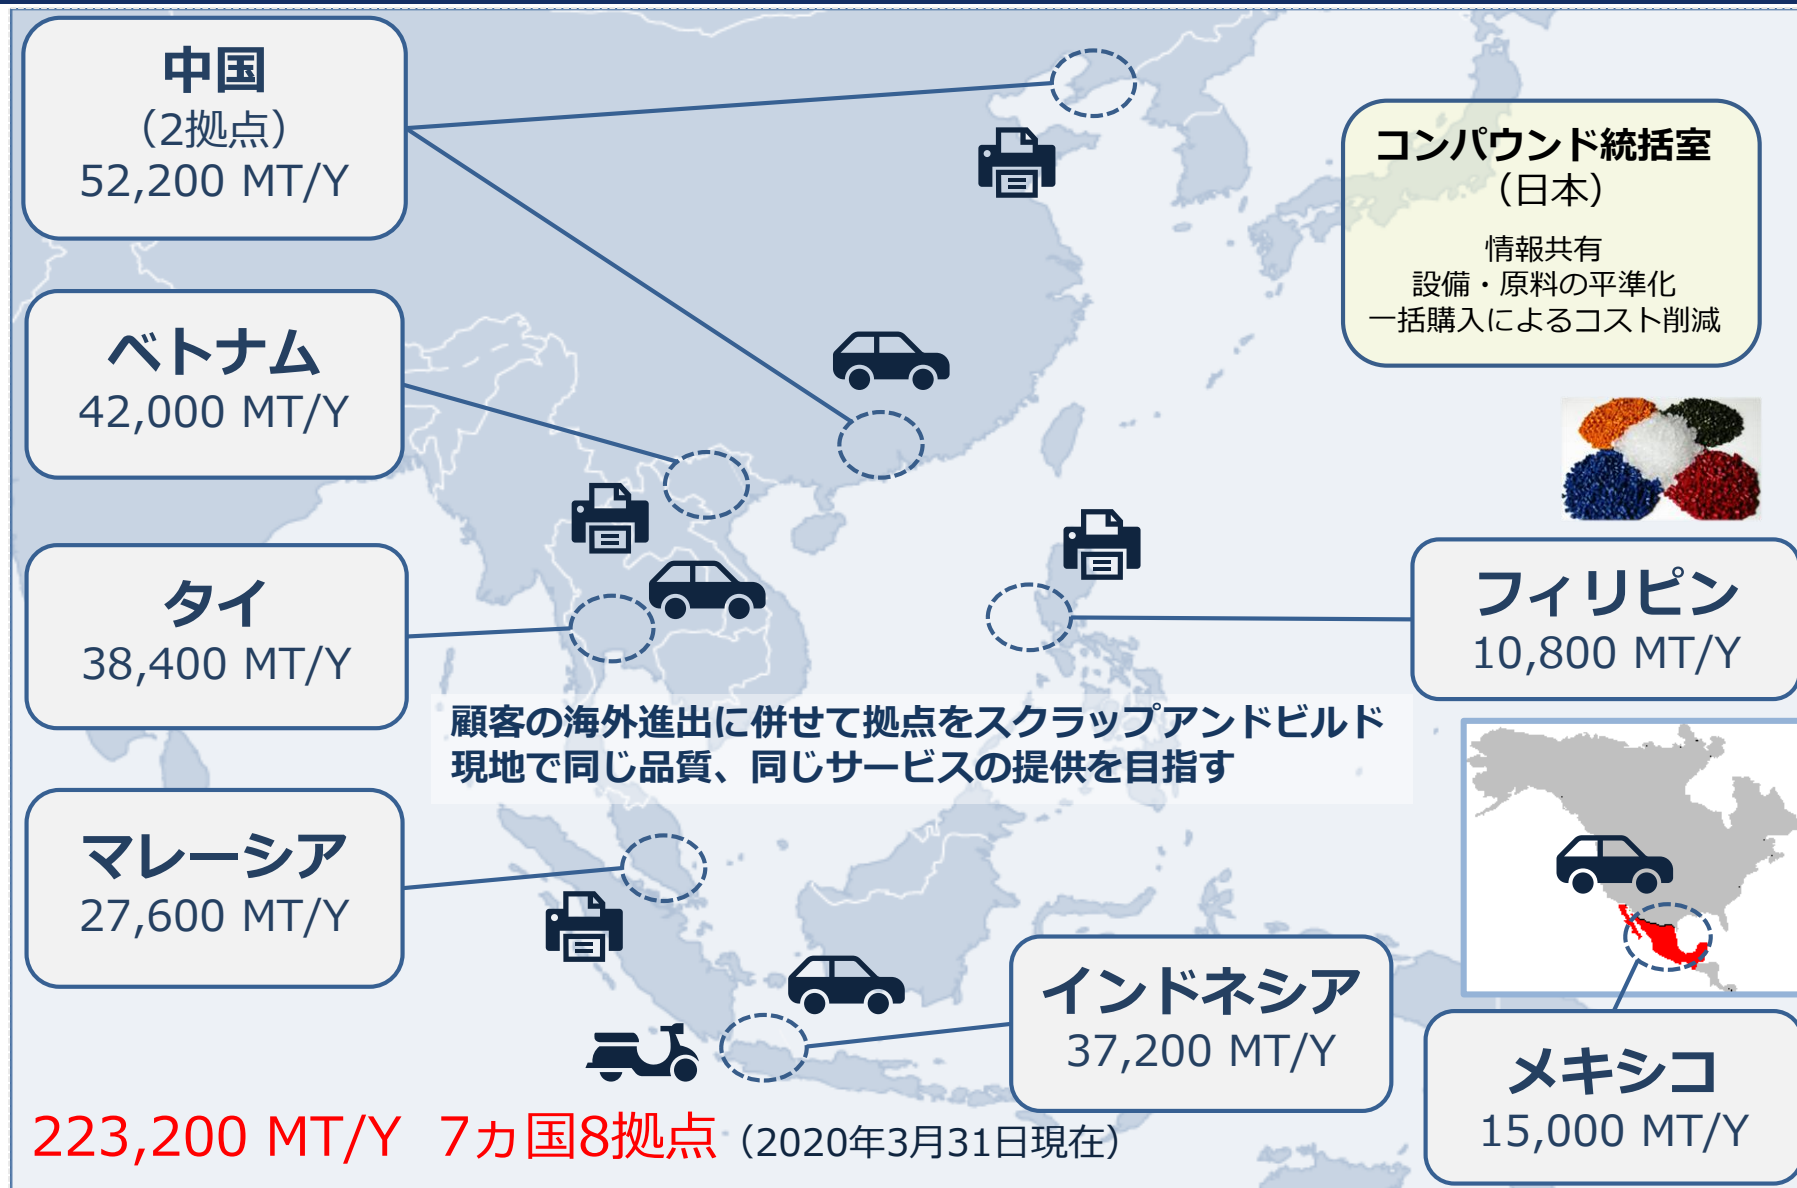 中国
（2拠点）
52,200 MT/Y
コンパウンド統括室
（日本）
情報共有
設備・原料の平準化
一括購入によるコスト削減
ベトナム
42,000 MT/Y
タイ
38,400 MT/Y
フィリピン
10,800 MT/Y
顧客の海外進出に併せて拠点をスクラップアンドビルド
現地で同じ品質、同じサービスの提供を目指す
マレーシア
27,600 MT/Y
インドネシア
37,200 MT/Y
メキシコ
15,000 MT/Y
223,200 MT/Y 7ヵ国8拠点（2020年3月31日現在）